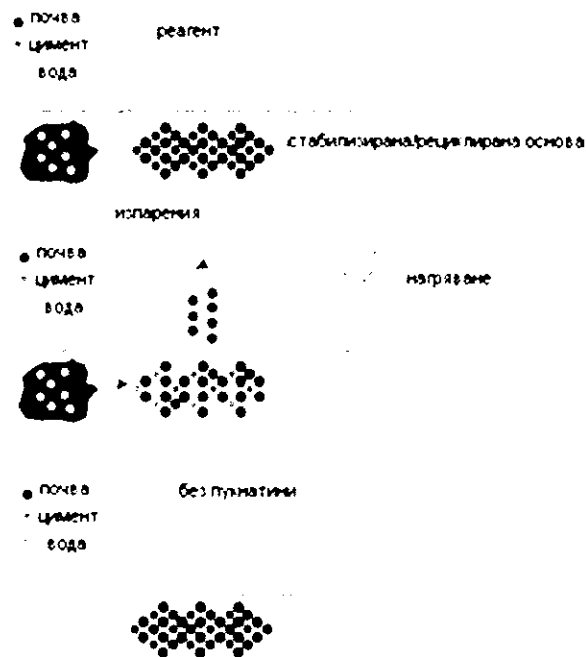 почва
цимент
вода
реагент
стабилизирана/рециклирана основа
изпарения
почва
цимент
вода
нагряване
почва
цимент
вода
без пукнатини